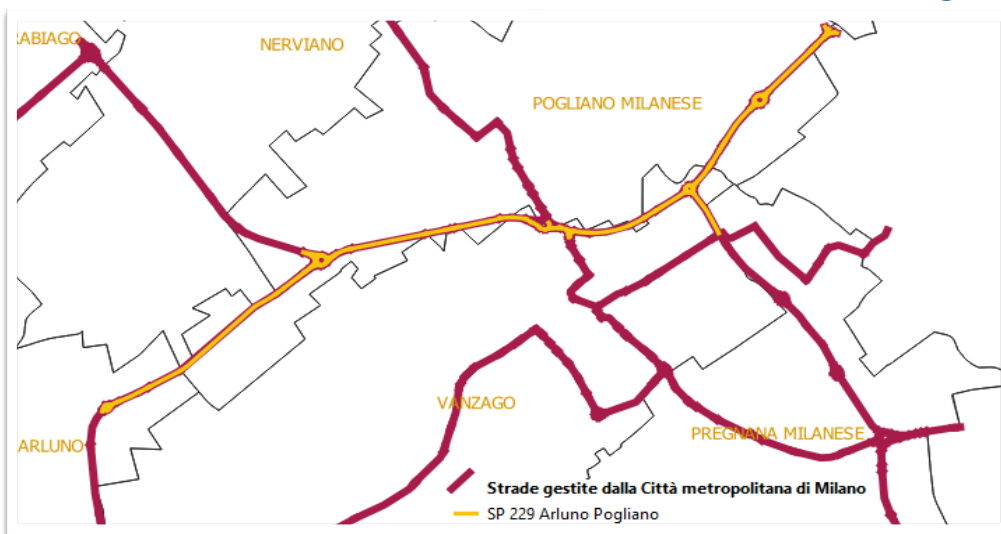 RABIAGO
NERVIANO
POGLIANO MILANESE
VANZAGO
ARLUNO
PREGNANA MILANESE
Strade gestite dalla Città metropolitana di Milano
SP 229 Arluno Pogliano